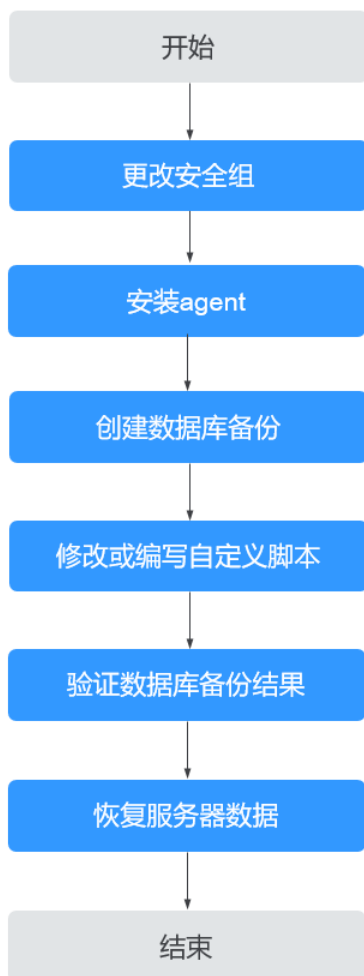 开始
更改安全组
安装agent
创建数据库备份
修改或编写自定义脚本
验证数据库备份结果
恢复服务器数据
结束